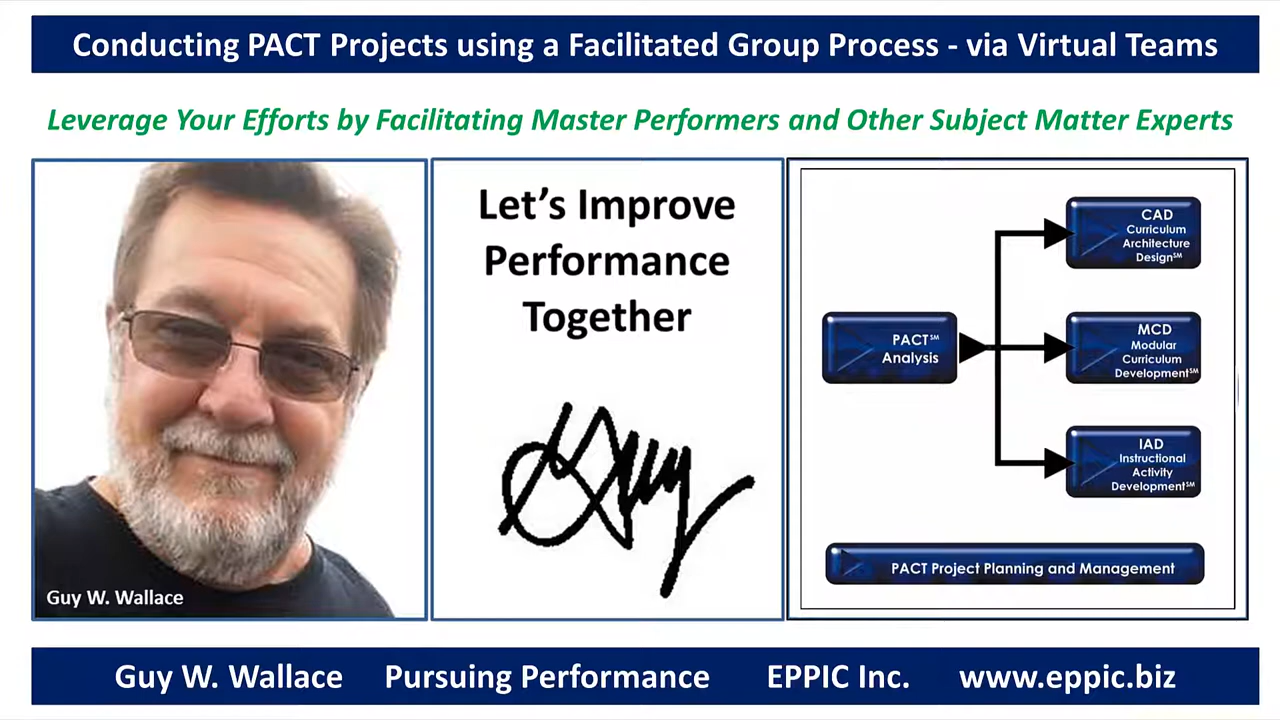 Conducting PACT Projects using a Facilitated Group Process - via Virtual Teams
Leverage Your Efforts by Facilitating Master Performers and Other Subject Matter Experts
Guy W. Wallace
Let's Improve
Performance
Together
Guy
PACT℠
Analysis
CAD
Curriculum
Architecture
Design℠
MCD
Modular
Curriculum
Development℠
IAD
Instructional
Activity
Development℠
PACT Project Planning and Management
Guy W. Wallace Pursuing Performance EPPIC Inc. www.eppic.biz